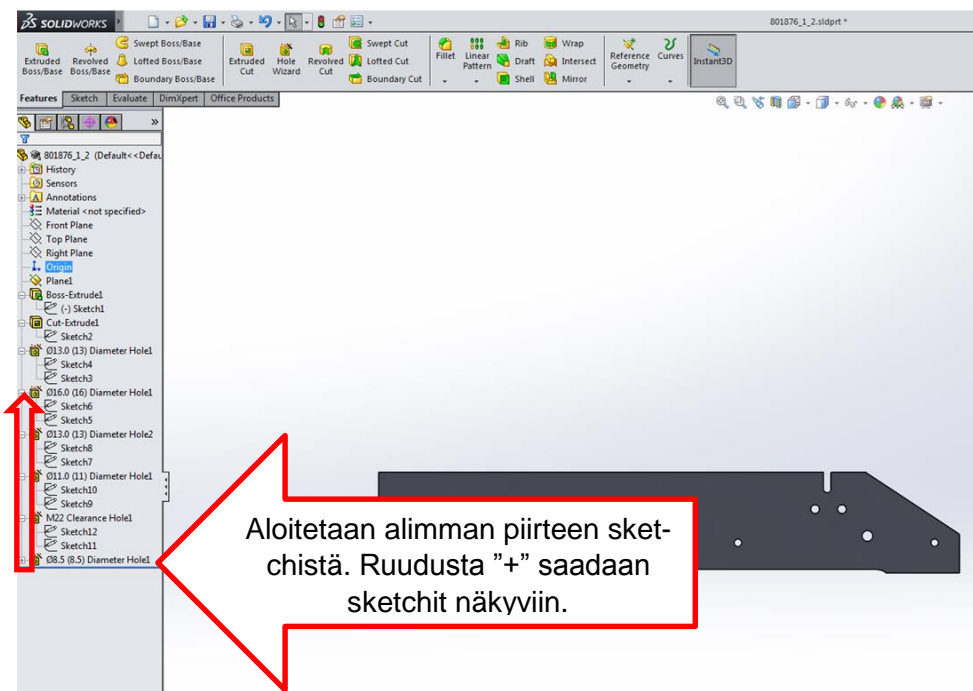 SOLIDWORKS
801876_1_2.sldprt *
Extruded Boss/Base
Revolved Boss/Base
Swept Boss/Base
Lofted Boss/Base
Boundary Boss/Base
Extruded Cut
Hole Wizard
Revolved Cut
Swept Cut
Lofted Cut
Boundary Cut
Fillet
Linear Pattern
Rib
Draft
Shell
Wrap
Intersect
Mirror
Reference Geometry
Curves
Instant3D
Features Sketch Evaluate DimXpert Office Products
»
801876_1_2 (Default<<Defau
History
Sensors
Annotations
Material <not specified>
Front Plane
Top Plane
Right Plane
Origin
Plane1
Boss-Extrude1
(-) Sketch1
Cut-Extrude1
Sketch2
Ø13.0 (13) Diameter Hole1
Sketch4
Sketch3
Ø16.0 (16) Diameter Hole1
Sketch6
Sketch5
Ø13.0 (13) Diameter Hole2
Sketch8
Sketch7
Ø11.0 (11) Diameter Hole1
Sketch10
Sketch9
M22 Clearance Hole1
Sketch12
Sketch11
Ø8.5 (8.5) Diameter Hole1
Aloitetaan alimman piirteen sket-
chistä. Ruudusta ”+” saadaan
sketchit näkyviin.